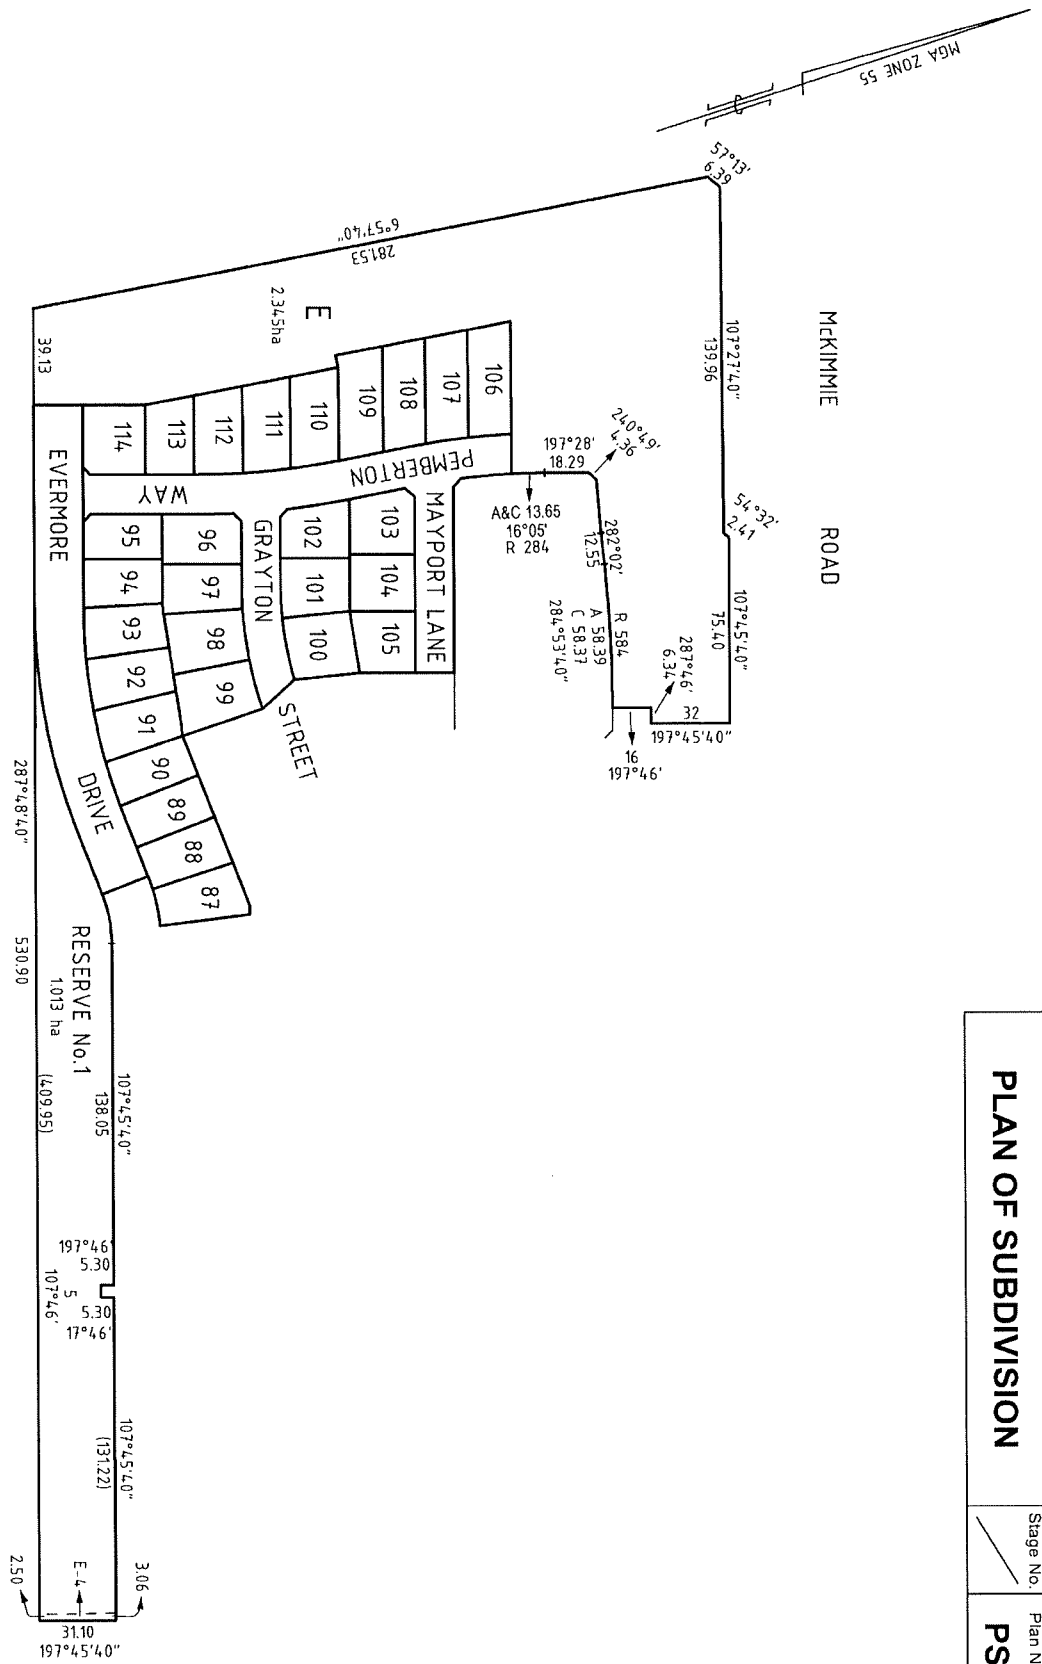 MGA ZONE 55
57°13'
6.39
McKIMMIE
ROAD
107°27'40"
139.96
54°32'
2.41
107°45'40"
75.40
6°57'40"
281.53
E
2.345ha
39.13
240°49'
4.36
197°28'
18.29
A&C 13.65
16°05'
R 284
282°02'
12.55
R 584
A 58.39
C 58.37
284°53'40"
287°46'
6.34
32
197°45'40"
16
197°46'
106
107
108
109
110
111
112
113
114
PEMBERTON
WAY
MAYPORT LANE
103
104
105
102
101
100
GRAYTON
STREET
96
97
98
99
95
94
93
92
91
90
89
88
87
EVERMORE
DRIVE
287°48'40"
530.90
RESERVE No.1
1.013 ha
(409.95)
107°45'40"
138.05
197°46'
5.30
5
107°46'
5.30
17°46'
107°45'40"
(131.22)
E-4
3.06
2.50
31.10
197°45'40"
PLAN OF SUBDIVISION
Stage No.
Plan N
PS